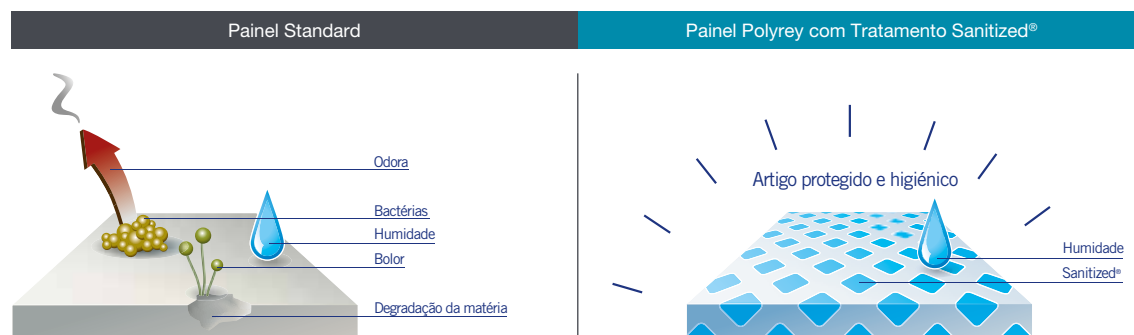 Painel Standard
Painel Polyrey com Tratamento Sanitized®
Odora
Bactérias
Humidade
Bolor
Degradação da matéria
Artigo protegido e higiénico
Humidade
Sanitized®